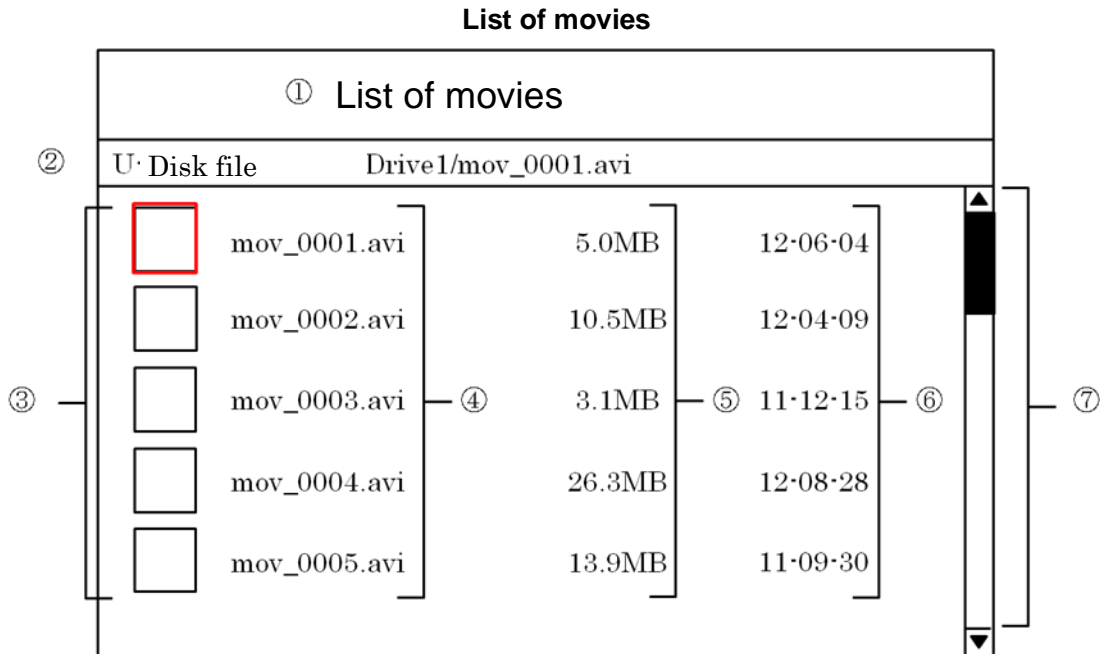 List of movies
① List of movies
② U· Disk file Drive1/mov_0001.avi
mov_0001.avi 5.0MB 12·06·04
mov_0002.avi 10.5MB 12·04·09
③ mov_0003.avi ④ 3.1MB ⑤ 11·12·15 ⑥ ⑦
mov_0004.avi 26.3MB 12·08·28
mov_0005.avi 13.9MB 11·09·30